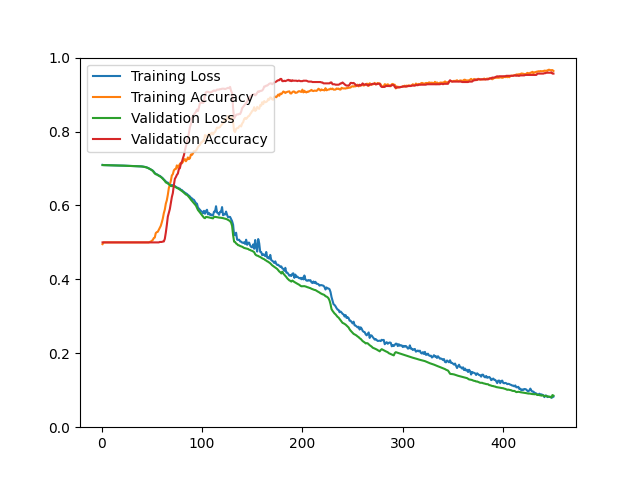 1.0
0.8
0.6
0.4
0.2
0.0
Training Loss
Training Accuracy
Validation Loss
Validation Accuracy
0 100 200 300 400